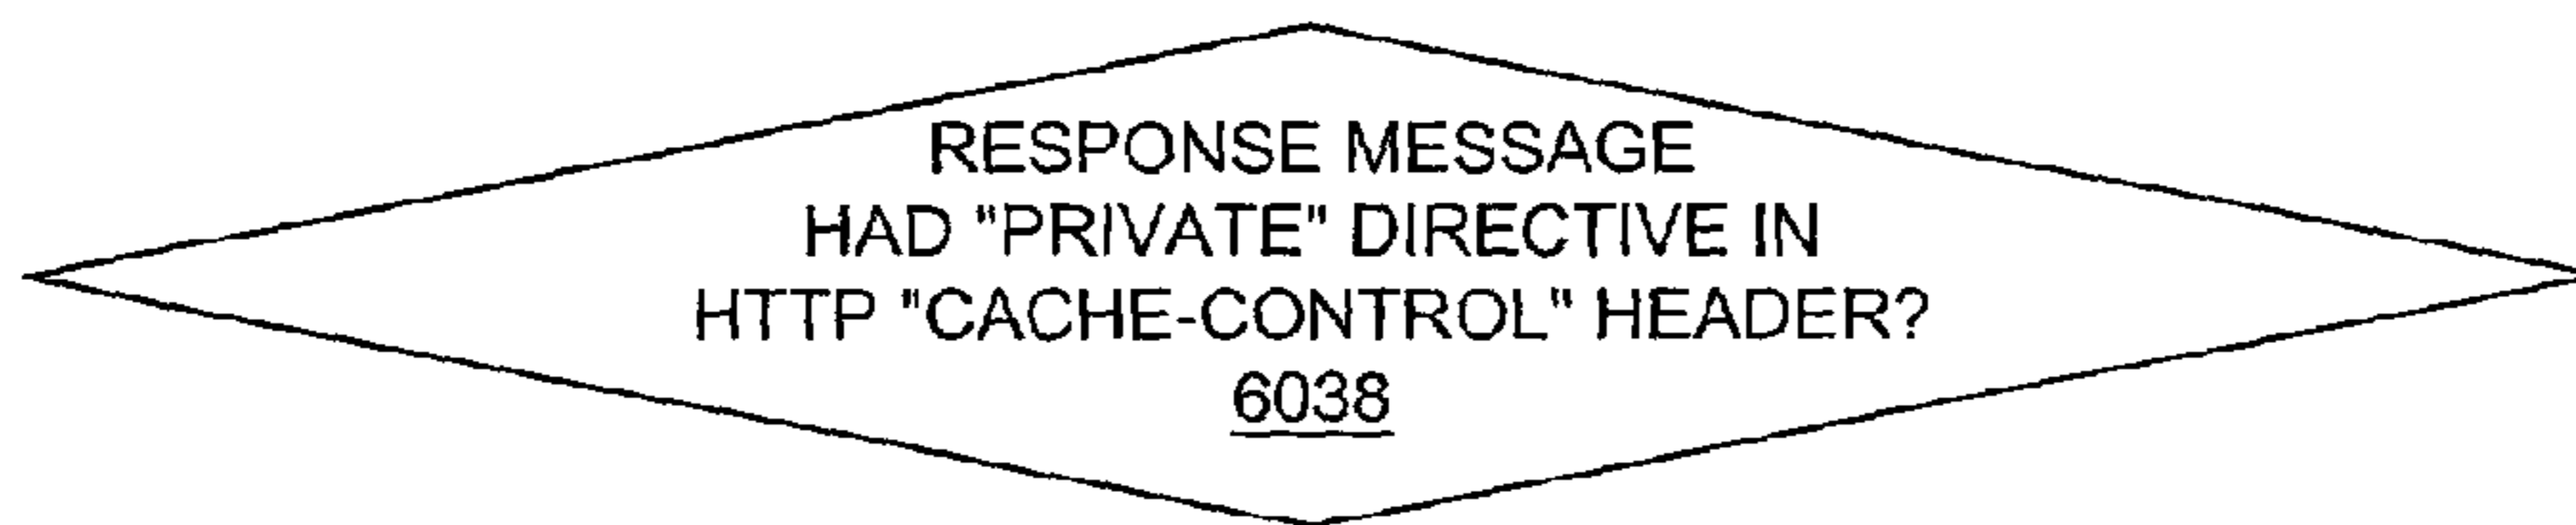 RESPONSE MESSAGE
HAD "PRIVATE" DIRECTIVE IN
HTTP "CACHE-CONTROL" HEADER?
6038